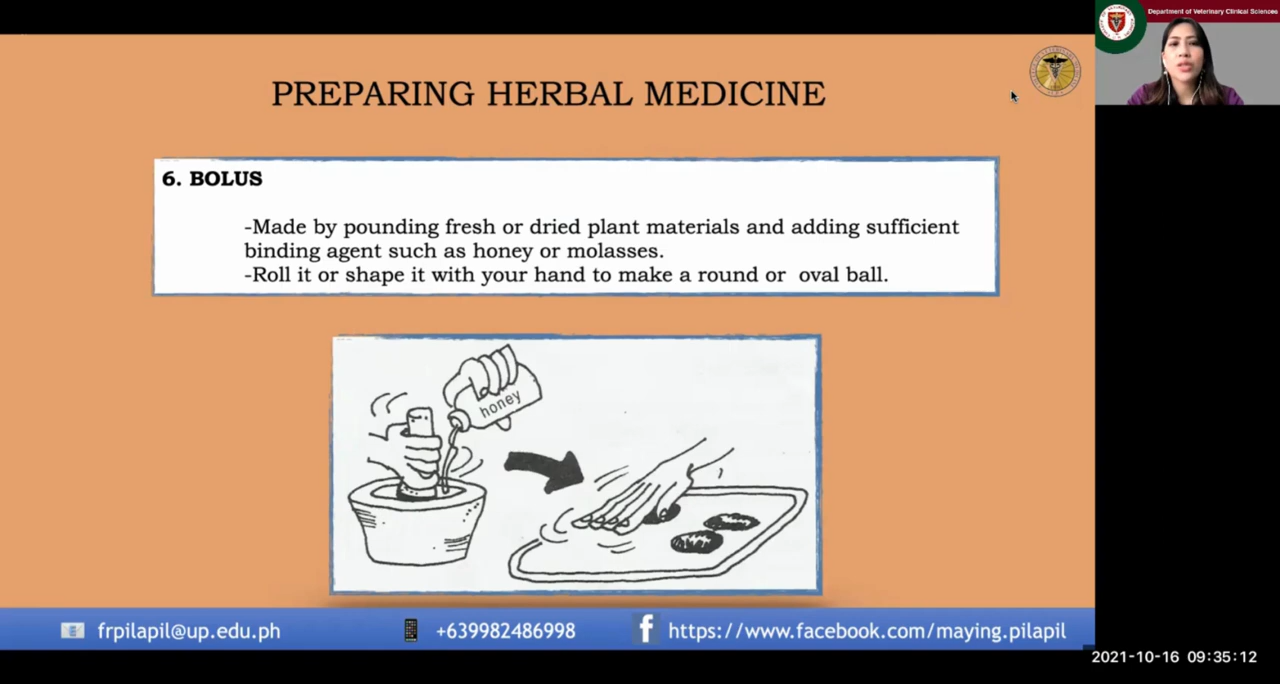 Department of Veterinary Clinical Sciences
PREPARING HERBAL MEDICINE
6. BOLUS
-Made by pounding fresh or dried plant materials and adding sufficient
binding agent such as honey or molasses.
-Roll it or shape it with your hand to make a round or oval ball.
honey
frpilapil@up.edu.ph
+639982486998
f https://www.facebook.com/maying.pilapil
2021-10-16 09:35:12